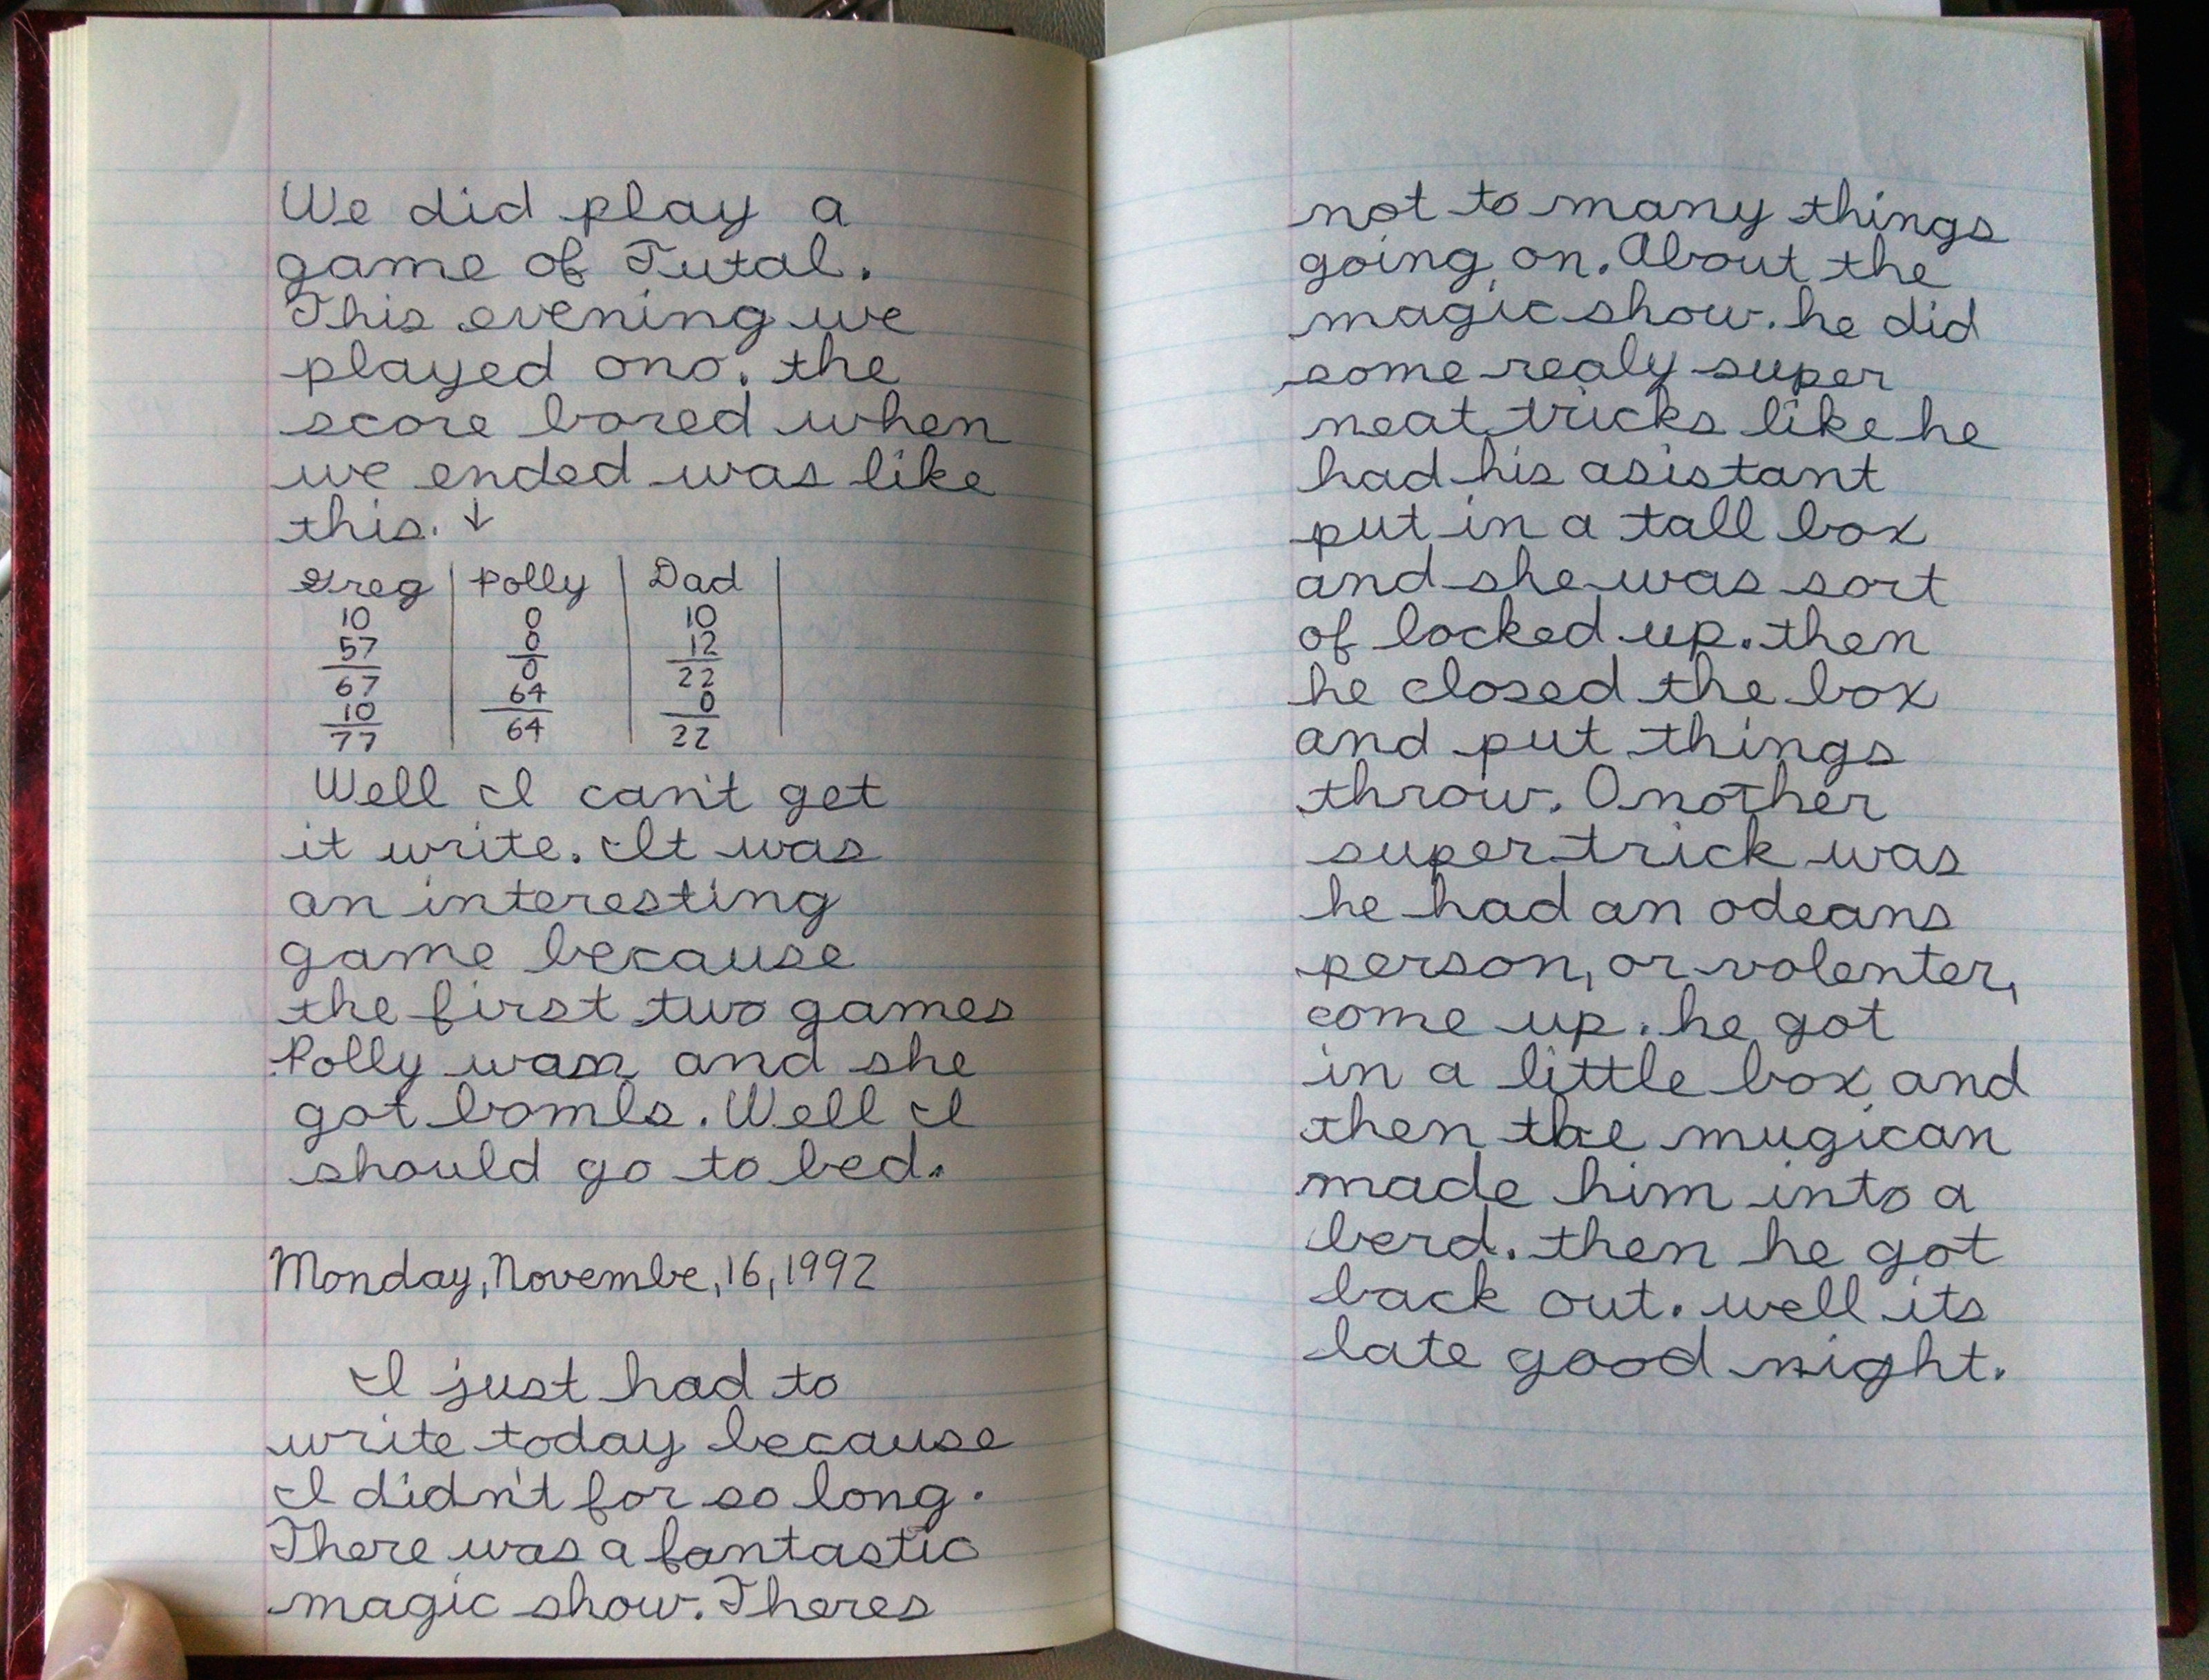 We did play a
game of Tutal.
This evening we
played ono. the
score bored when
we ended was like
this. ↓
Greg | Polly | Dad |
10 0 10
57 0 12
67 0 22
10 64 0
77 64 22
Well I can't get
it write. It was
an interesting
game because
the first two games
Polly wan and she
got bombs. Well I
should go to bed.
Monday, Novembe, 16, 1992
I just had to
write today because
I didn't for so long.
There was a fantastic
magic show. Theres
not to many things
going on. About the
magic show. he did
some realy super
neat tricks like he
had his asistant
put in a tall box
and she was sort
of locked up. then
he closed the box
and put things
throw. Onother
super trick was
he had an odeans
person, or volenter,
come up. he got
in a little box and
then the mugican
made him into a
berd. then he got
back out. well its
late good night.